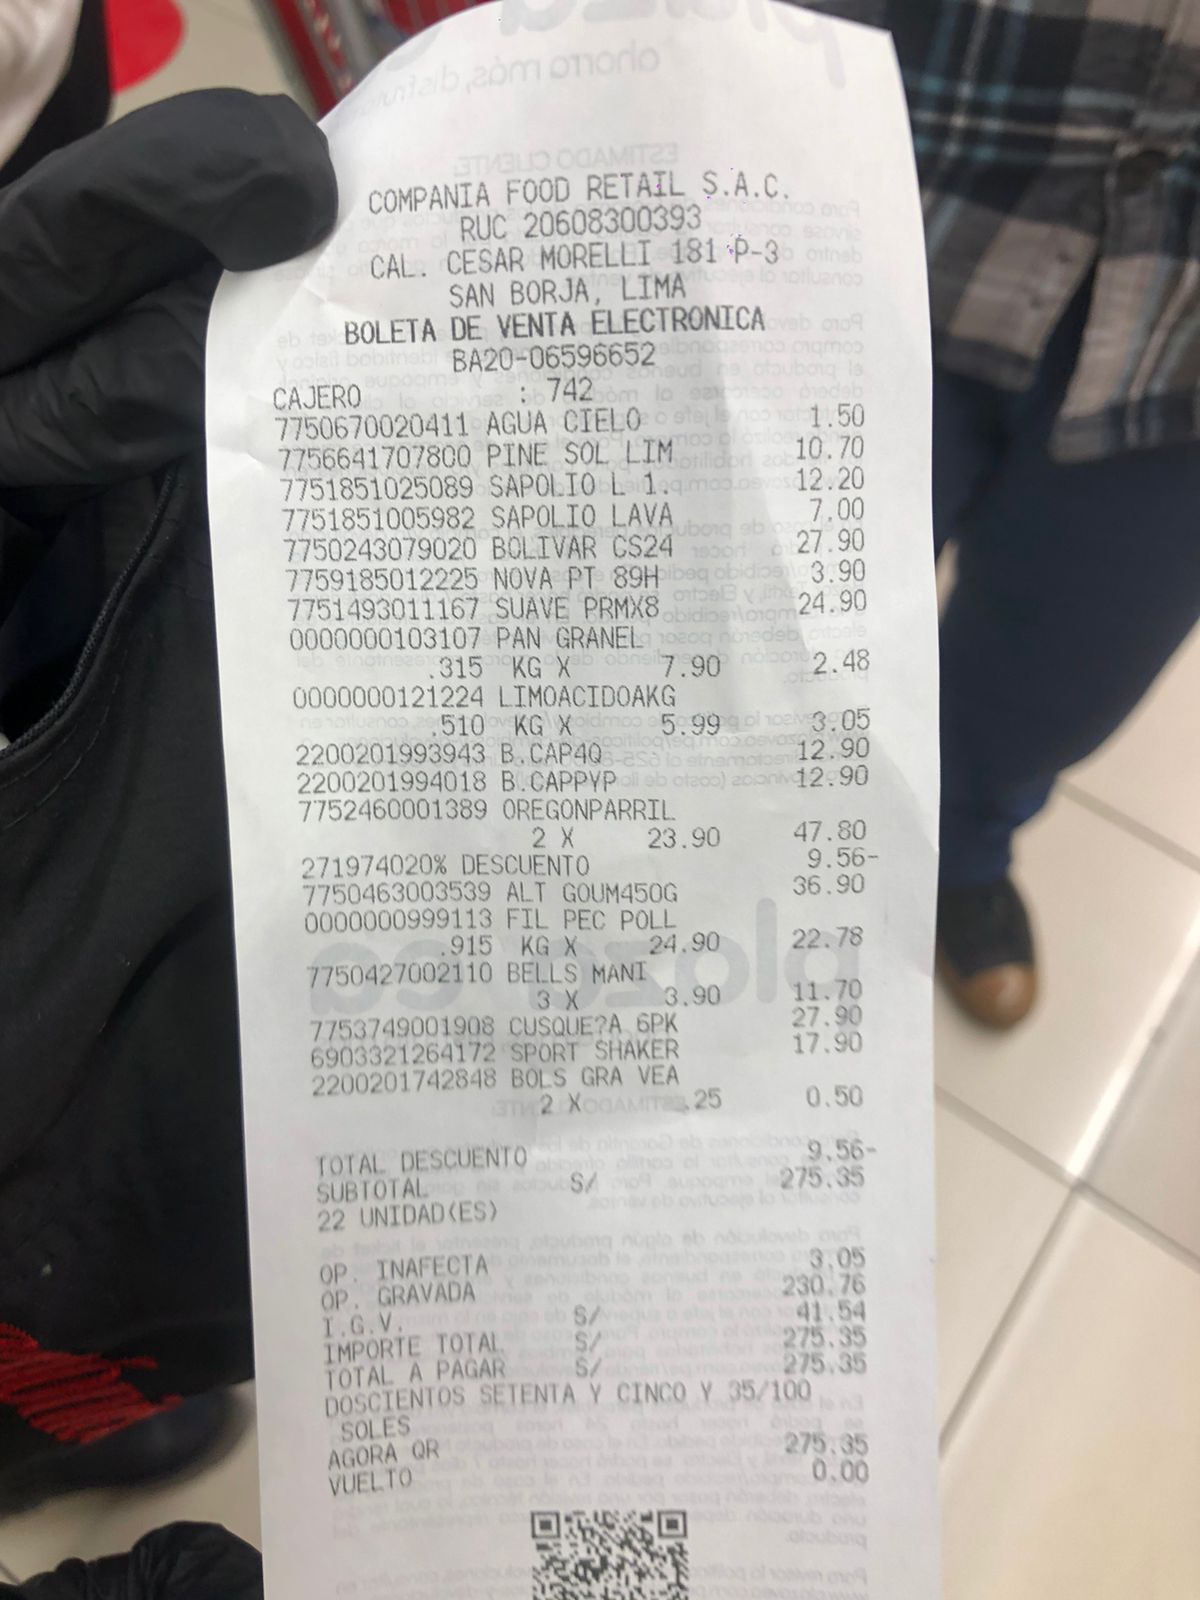 COMPANIA FOOD RETAIL S.A.C.
RUC 20608300393
CAL. CESAR MORELLI 181 P-3
SAN BORJA, LIMA
BOLETA DE VENTA ELECTRONICA
BA20-06596652
CAJERO : 742
7750670020411 AGUA CIELO 1.50
7756641707800 PINE SOL LIM 10.70
7751851025089 SAPOLIO L 1. 12.20
7751851005982 SAPOLIO LAVA 7.00
7750243079020 BOLIVAR CS24 27.90
7759185012225 NOVA PT 89H 3.90
7751493011167 SUAVE PRMX8 24.90
0000000103107 PAN GRANEL
.315 KG X 7.90 2.48
0000000121224 LIMOACIDOAKG
.510 KG X 5.99 3.05
2200201993943 B.CAP4Q 12.90
2200201994018 B.CAPPYP 12.90
7752460001389 OREGONPARRIL
2 X 23.90 47.80
271974020% DESCUENTO 9.56-
7750463003539 ALT GOUM450G 36.90
0000000999113 FIL PEC POLL
.915 KG X 24.90 22.78
7750427002110 BELLS MANI
3 X 3.90 11.70
7753749001908 CUSQUE?A 6PK 27.90
6903321264172 SPORT SHAKER 17.90
2200201742848 BOLS GRA VEA
2 X .25 0.50
TOTAL DESCUENTO 9.56-
SUBTOTAL S/ 275.35
22 UNIDAD(ES)
OP. INAFECTA 3.05
OP. GRAVADA 230.76
I.G.V. S/ 41.54
IMPORTE TOTAL S/ 275.35
TOTAL A PAGAR S/ 275.35
DOSCIENTOS SETENTA Y CINCO Y 35/100
SOLES
AGORA QR 275.35
VUELTO 0.00